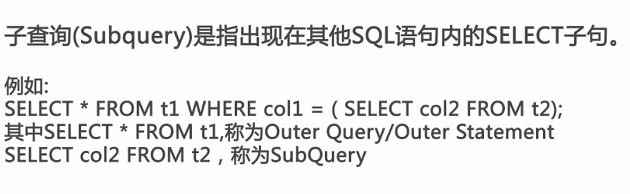 子查询(Subquery)是指出现在其他SQL语句内的SELECT子句。
例如:
SELECT * FROM t1 WHERE col1 = ( SELECT col2 FROM t2);
其中SELECT * FROM t1,称为Outer Query/Outer Statement
SELECT col2 FROM t2 , 称为SubQuery